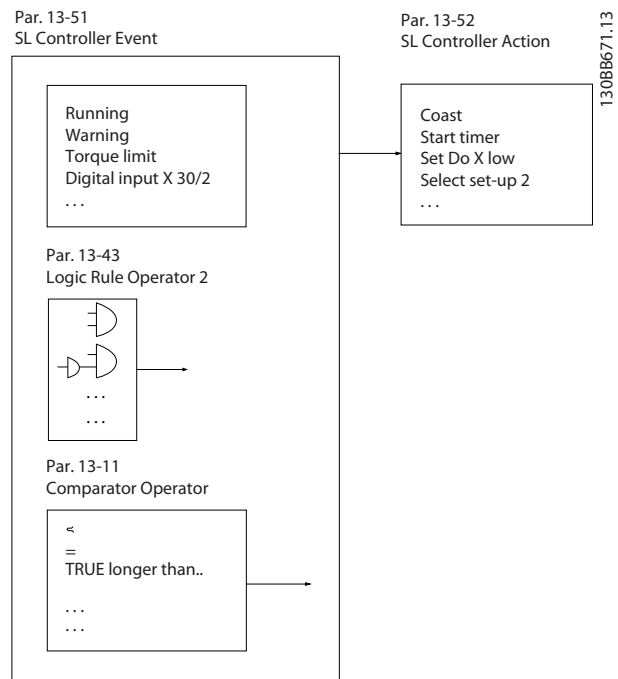 Par. 13-51
SL Controller Event
Running
Warning
Torque limit
Digital input X 30/2
. . .
Par. 13-43
Logic Rule Operator 2
. . .
. . .
Par. 13-11
Comparator Operator
=
TRUE longer than..
. . .
. . .
Par. 13-52
SL Controller Action
Coast
Start timer
Set Do X low
Select set-up 2
. . .
130BB671.13